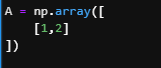 A = np.array([
    [1,2]
])